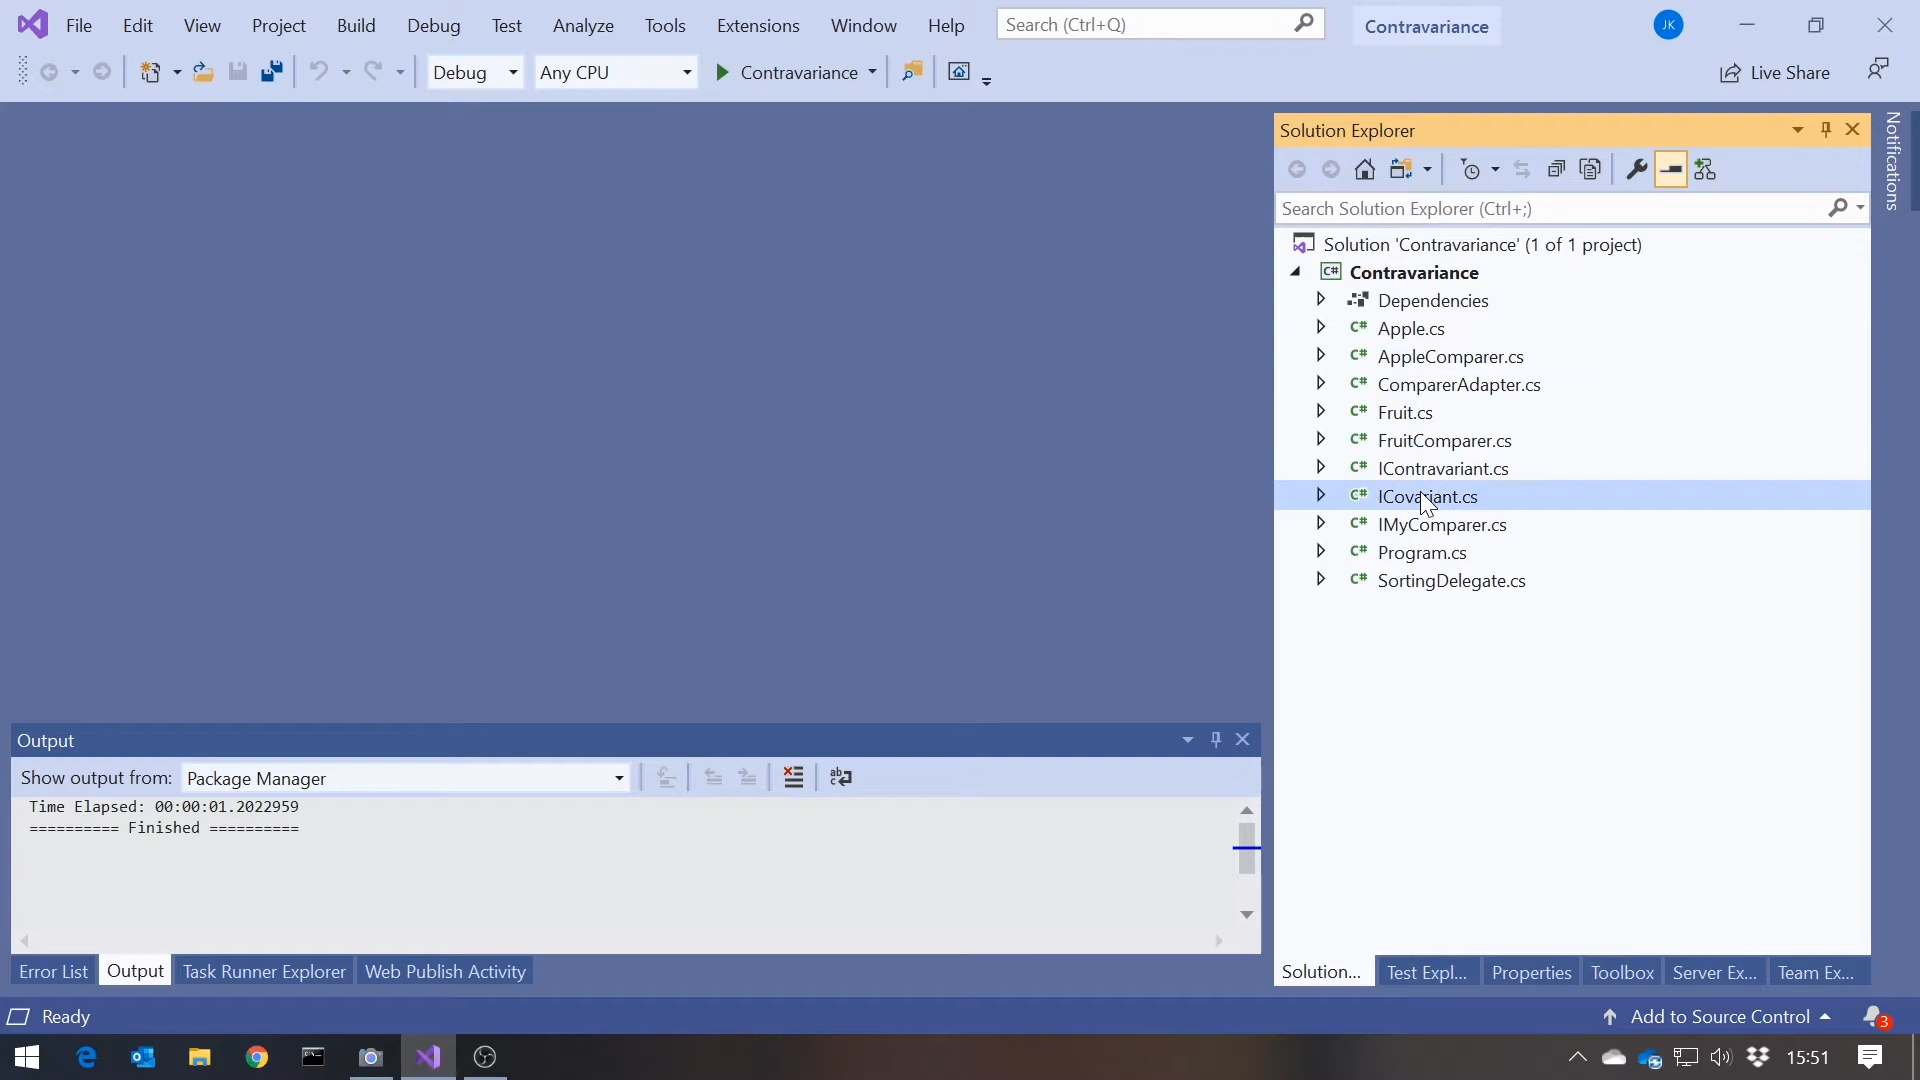 File Edit View Project Build Debug Test Analyze Tools Extensions Window Help Search (Ctrl+Q) Contravariance JK
Debug Any CPU Contravariance Live Share
Notifications
Solution Explorer
Search Solution Explorer (Ctrl+;)
Solution 'Contravariance' (1 of 1 project)
C# Contravariance
Dependencies
C# Apple.cs
C# AppleComparer.cs
C# ComparerAdapter.cs
C# Fruit.cs
C# FruitComparer.cs
C# IContravariant.cs
C# ICovariant.cs
C# IMyComparer.cs
C# Program.cs
C# SortingDelegate.cs
Output
Show output from: Package Manager
Time Elapsed: 00:00:01.2022959
========== Finished ==========
Error List Output Task Runner Explorer Web Publish Activity
Solution... Test Expl... Properties Toolbox Server Ex... Team Ex...
Ready Add to Source Control 3
15:51